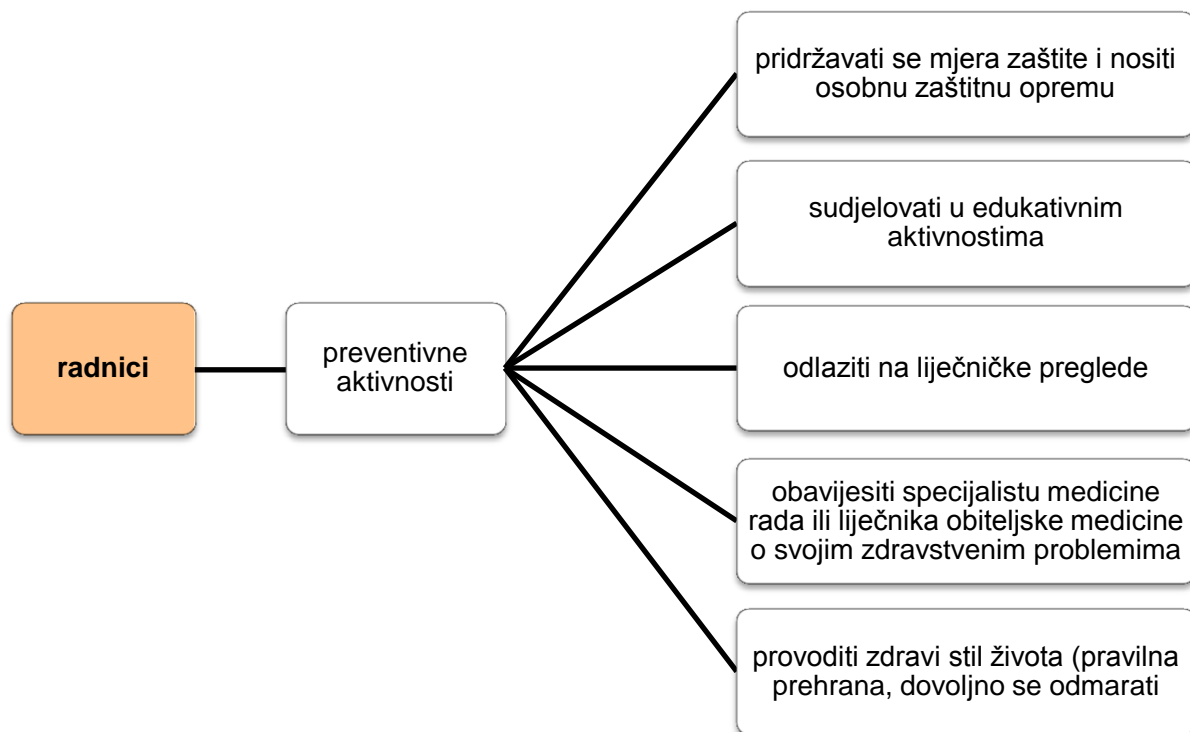 radnici
preventivne
aktivnosti
pridržavati se mjera zaštite i nositi
osobnu zaštitnu opremu
sudjelovati u edukativnim
aktivnostima
odlaziti na liječničke preglede
obavijesiti specijalistu medicine
rada ili liječnika obiteljske medicine
o svojim zdravstvenim problemima
provoditi zdravi stil života (pravilna
prehrana, dovoljno se odmarati